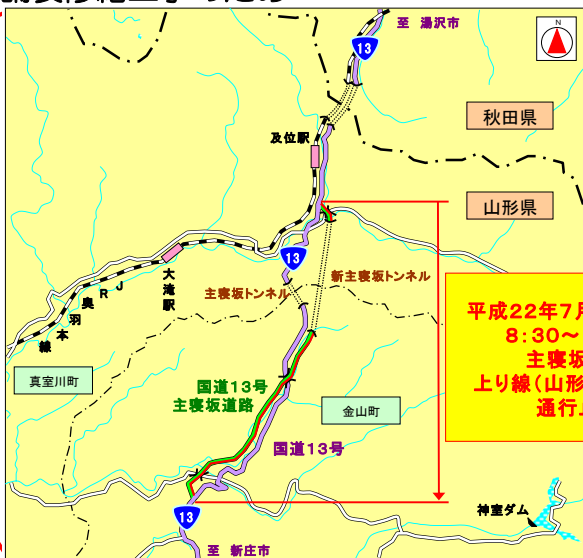 至 湯沢市
13
秋田県
及位駅
山形県
13
新主寝坂トンネル
主寝坂トンネル
大滝駅
JR奥羽本線
平成22年7月
8:30～
主寝坂
上り線(山形
通行
真室川町
国道13号
主寝坂道路
金山町
国道13号
神室ダム
13
至 新庄市